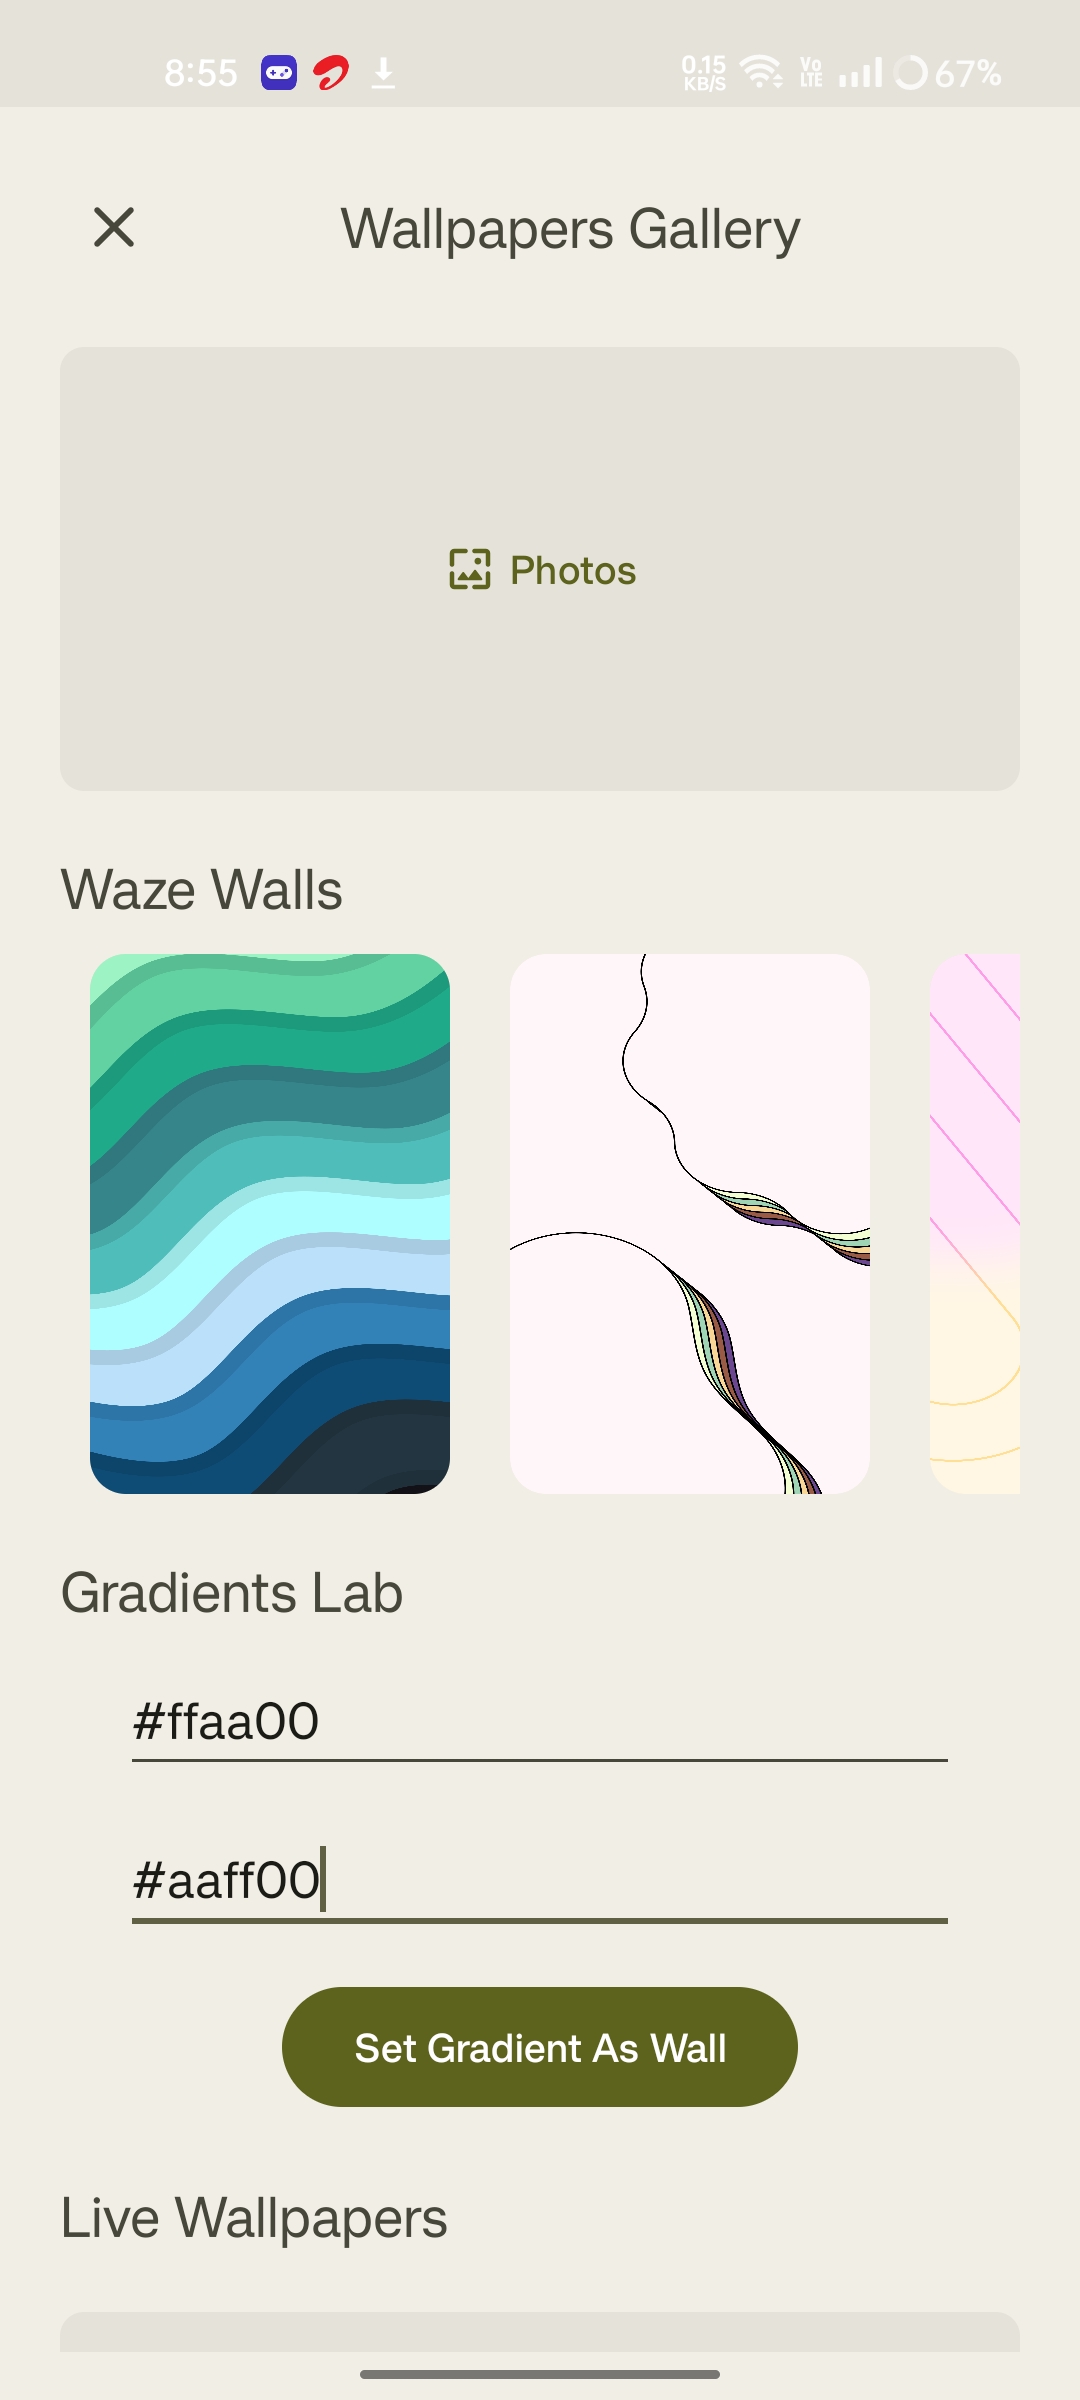 8:55
0.15
KB/S
Vo
LTE
67%
Wallpapers Gallery
Photos
Waze Walls
Gradients Lab
#ffaa00
#aaff00
Set Gradient As Wall
Live Wallpapers